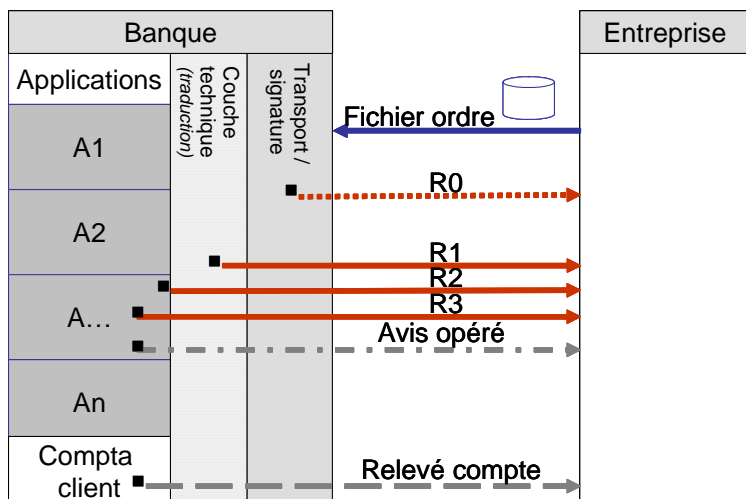 Banque
Entreprise
Applications
Couche
technique
(traduction)
Transport /
signature
Fichier ordre
A1
R0
A2
R1
R2
A…
R3
Avis opéré
An
Compta
client
Relevé compte